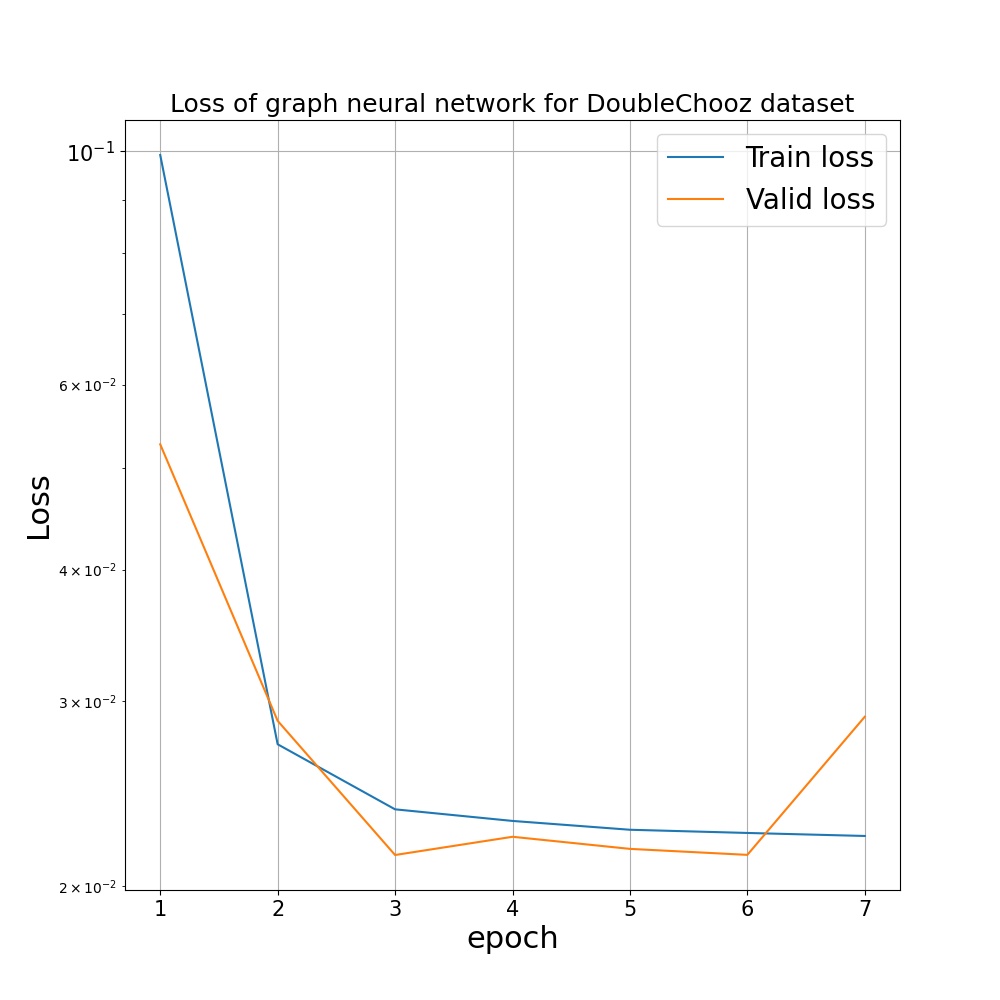 Loss of graph neural network for DoubleChooz dataset
10⁻¹
Train loss
Valid loss
6 × 10⁻²
Loss
4 × 10⁻²
3 × 10⁻²
2 × 10⁻²
1 2 3 4 5 6 7
epoch